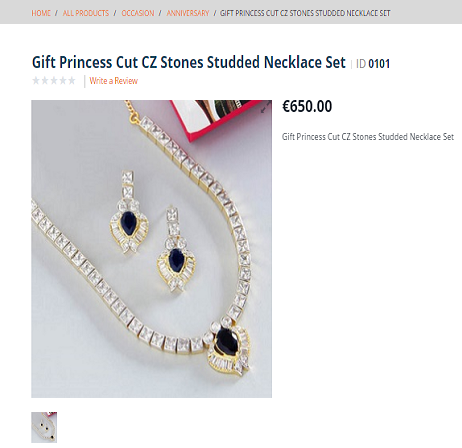 HOME / ALL PRODUCTS / OCCASION / ANNIVERSARY / GIFT PRINCESS CUT CZ STONES STUDDED NECKLACE SET
Gift Princess Cut CZ Stones Studded Necklace Set | ID 0101
| Write a Review
€650.00
Gift Princess Cut CZ Stones Studded Necklace Set